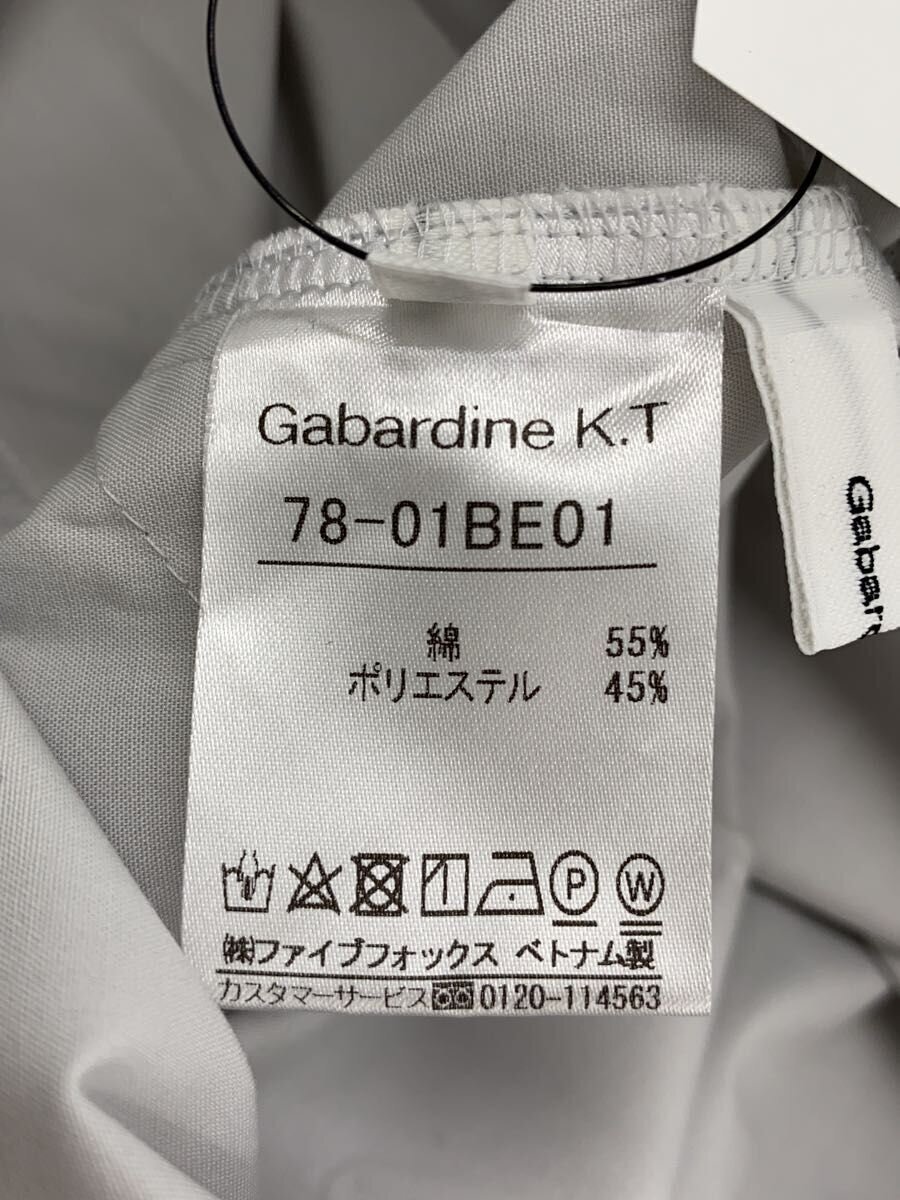 Gabardine K.T
78-01BE01
綿 55%
ポリエステル 45%
P W
㈱ファイブフォックス ベトナム製
カスタマーサービス 0120-114563
Gabar